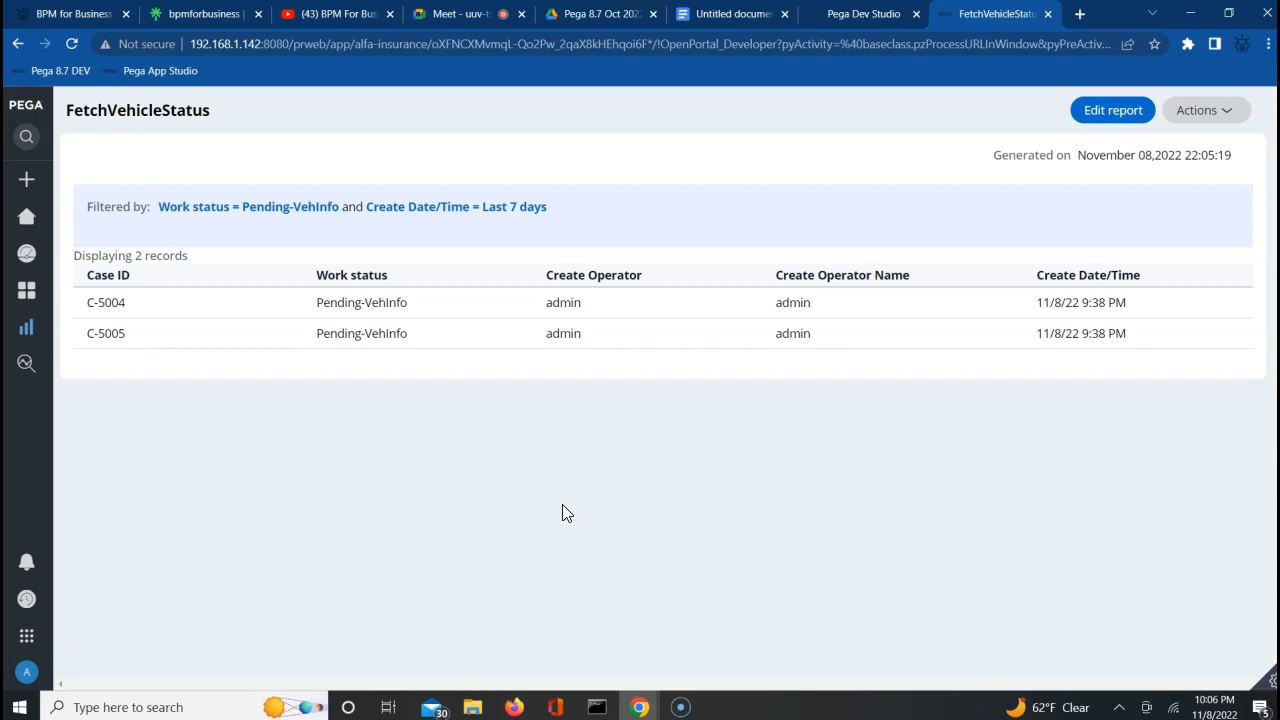 BPM for Business
bpmforbusiness |
(43) BPM For Bus
Meet - uuv-t
Pega 8.7 Oct 202
Untitled docume
Pega Dev Studio
FetchVehicleStatu
Not secure
192.168.1.142:8080/prweb/app/alfa-insurance/oXFNCXMvmqL-Qo2Pw_2qaX8kHEhqoi6F*/!OpenPortal_Developer?pyActivity=%40baseclass.pzProcessURLInWindow&pyPreActiv...
Pega 8.7 DEV
Pega App Studio
PEGA
FetchVehicleStatus
Edit report
Actions
Generated on November 08,2022 22:05:19
Filtered by: Work status = Pending-VehInfo and Create Date/Time = Last 7 days
Displaying 2 records
Case ID Work status Create Operator Create Operator Name Create Date/Time
C-5004 Pending-VehInfo admin admin 11/8/22 9:38 PM
C-5005 Pending-VehInfo admin admin 11/8/22 9:38 PM
A
Type here to search
30
62°F Clear
10:06 PM
11/8/2022
5